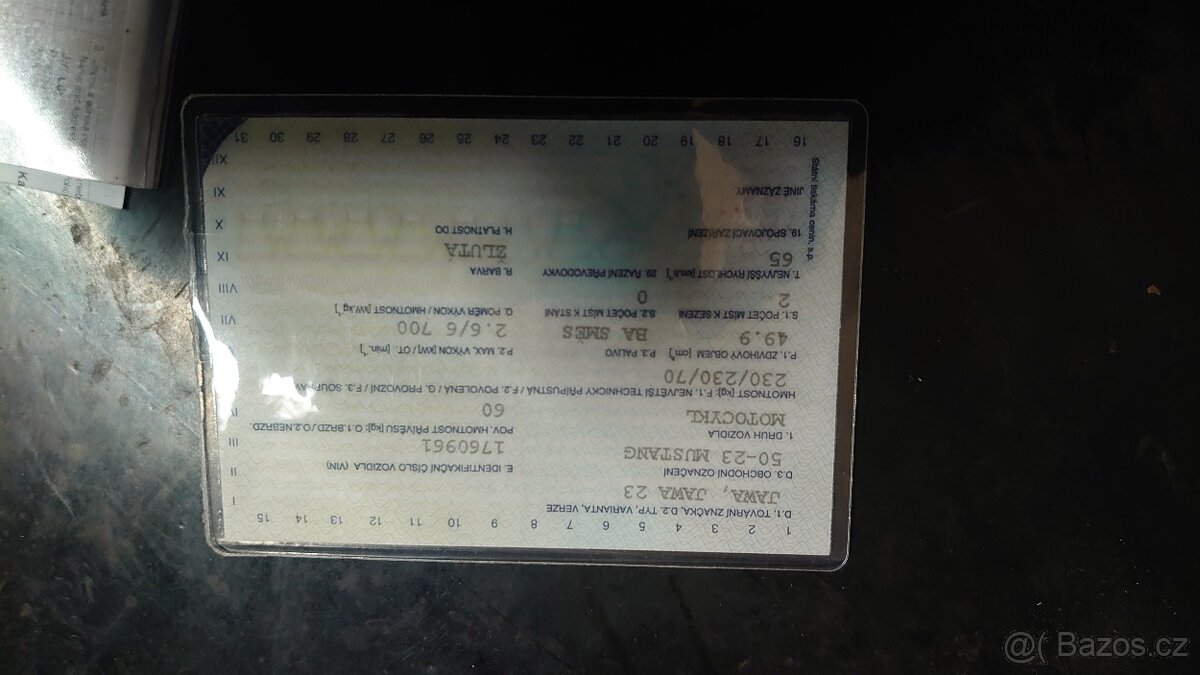 1 2 3 4 5 6 7 8 9 10 11 12 13 14 15
D.1. TOVÁRNÍ ZNAČKA, D.2. TYP, VARIANTA, VERZE
I
JAWA, JAWA 23
D.3. OBCHODNÍ OZNAČENÍ
E. IDENTIFIKAČNÍ ČÍSLO VOZIDLA (VIN)
II
50-23 MUSTANG
1760961
III
1. DRUH VOZIDLA
POV. HMOTNOST PŘÍVĚSU [kg]: O.1.BRZD./O.2.NEBRZD.
MOTOCYKL
60
HMOTNOST [kg]: F.1. NEJVĚTŠÍ TECHNICKY PŘÍPUSTNÁ / F.2. POVOLENÁ / G. PROVOZNÍ / F.3. SOUPRAV
230/230/70
P.1. ZDVIHOVÝ OBJEM [cm³]
P.3. PALIVO
P.2. MAX. VÝKON [kW] / OT. [min.⁻¹]
49.9
BA SMĚS
2.6/6 700
VII
S.1. POČET MÍST K SEZENÍ
S.2. POČET MÍST K STÁNÍ
Q. POMĚR VÝKON / HMOTNOST [kW.kg⁻¹]
2
0
VIII
T. NEJVYŠŠÍ RYCHLOST [km.h⁻¹]
29. ŘAZENÍ PŘEVODOVKY
R. BARVA
65
ŽLUTÁ
IX
19. SPOJOVACÍ ZAŘÍZENÍ
H. PLATNOST DO
X
JINÉ ZÁZNAMY
XI
XII
16 17 18 19 20 21 22 23 24 25 26 27 28 29 30 31
Státní tiskárna cenin, s.p.
@( Bazos.cz